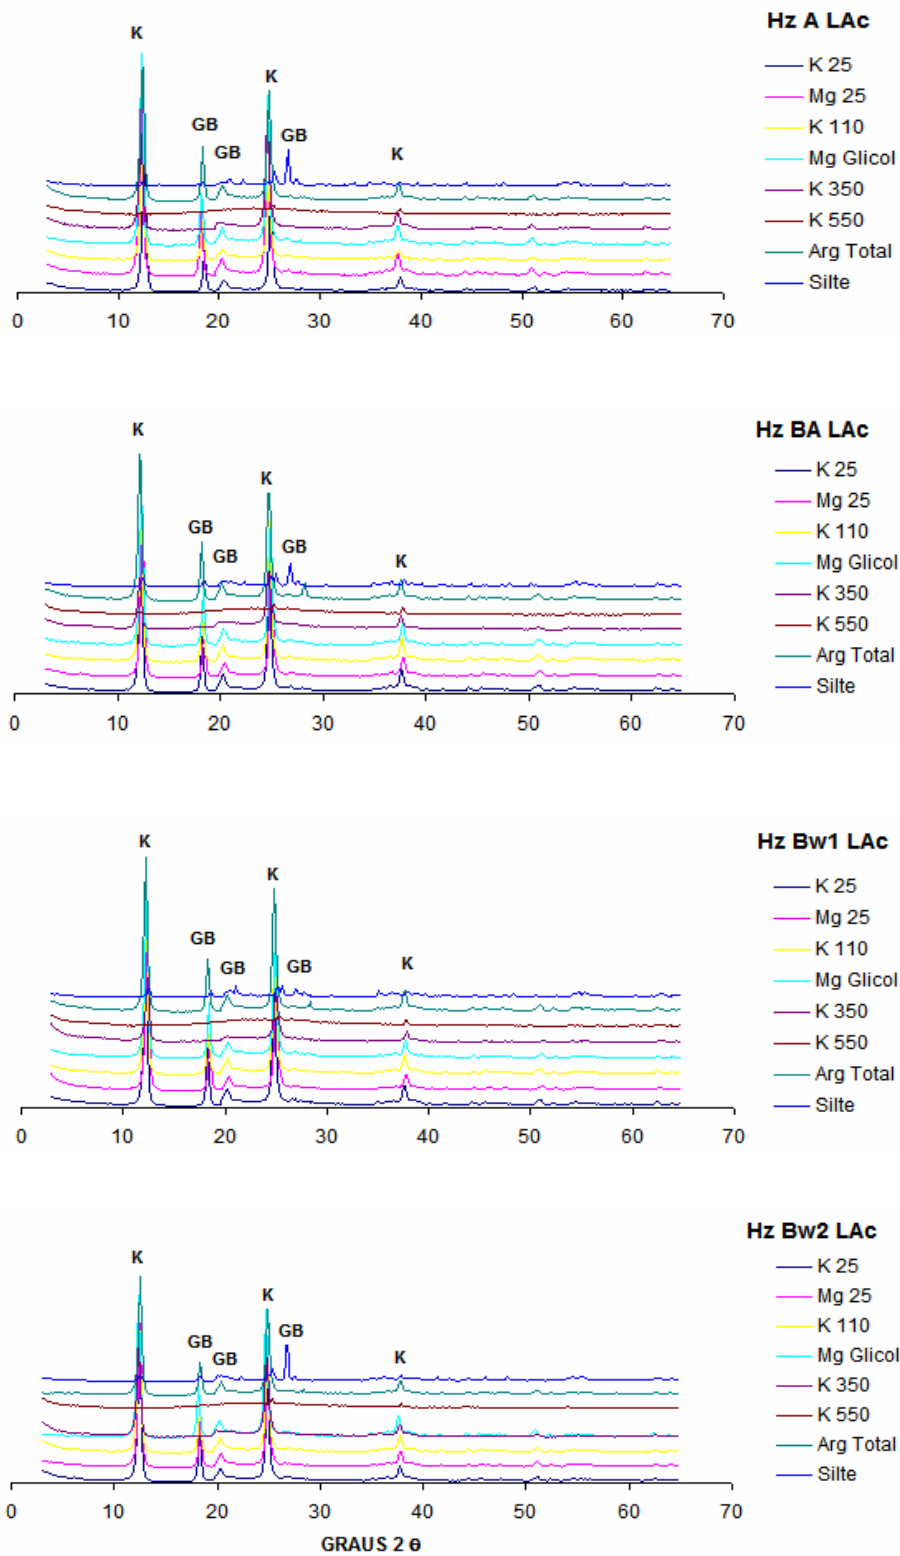 Hz A LAc
K
K 25
Mg 25
K
GB
GB
GB
K
K 110
Mg Glicol
K 350
K 550
Arg Total
Silte
0 10 20 30 40 50 60 70
Hz BA LAc
K
K 25
K
Mg 25
GB
GB
GB
K
K 110
Mg Glicol
K 350
K 550
Arg Total
Silte
0 10 20 30 40 50 60 70
Hz Bw1 LAc
K
K
K 25
Mg 25
GB
GB
GB
K
K 110
Mg Glicol
K 350
K 550
Arg Total
Silte
0 10 20 30 40 50 60 70
Hz Bw2 LAc
K
K 25
K
Mg 25
GB
GB
GB
K
K 110
Mg Glicol
K 350
K 550
Arg Total
Silte
0 10 20 30 40 50 60 70
GRAUS 2 θ